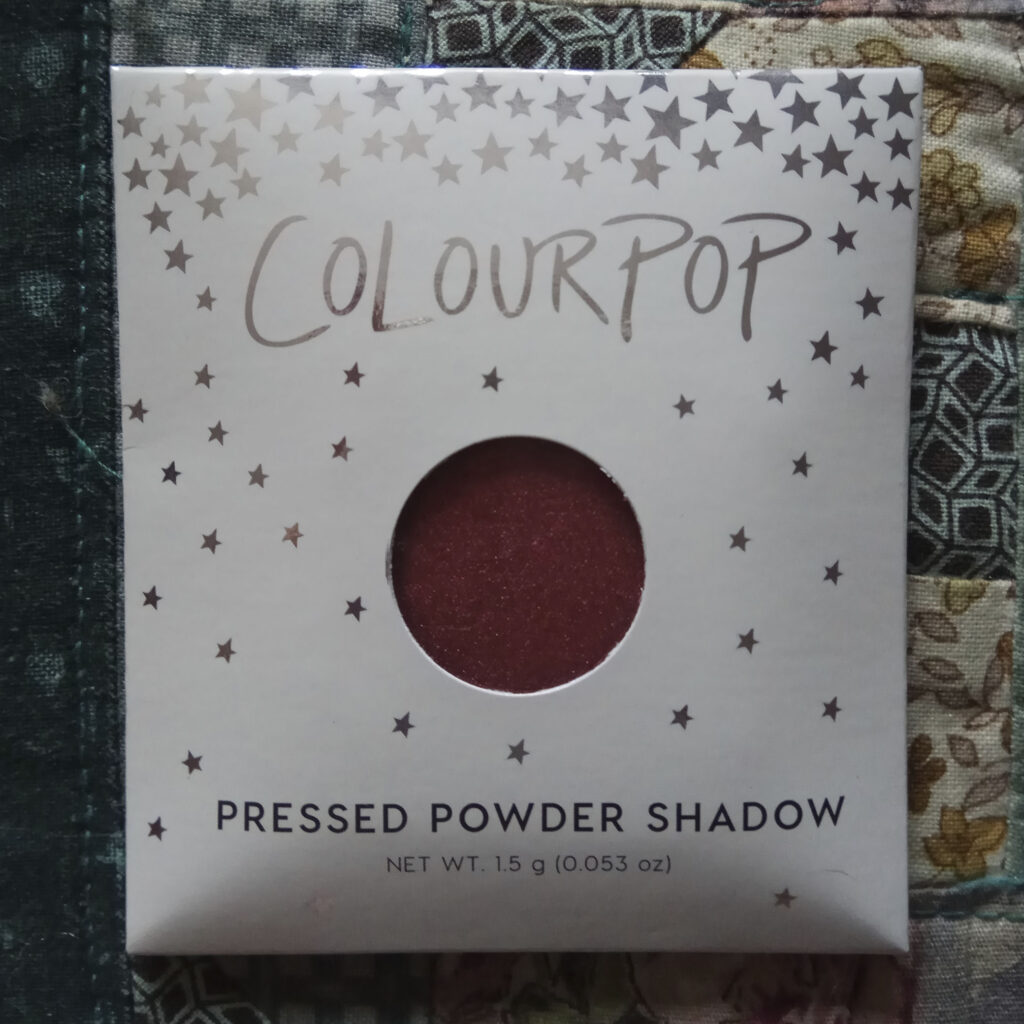 COLOURPOP
PRESSED POWDER SHADOW
NET WT. 1.5 g (0.053 oz)